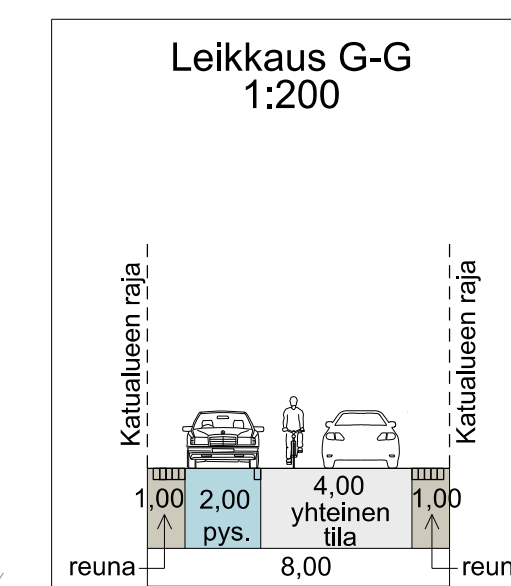 Leikkaus G-G
1:200
Katualueen raja
Katualueen raja
1,00
2,00
pys.
4,00
yhteinen
tila
1,00
reuna
8,00
reun